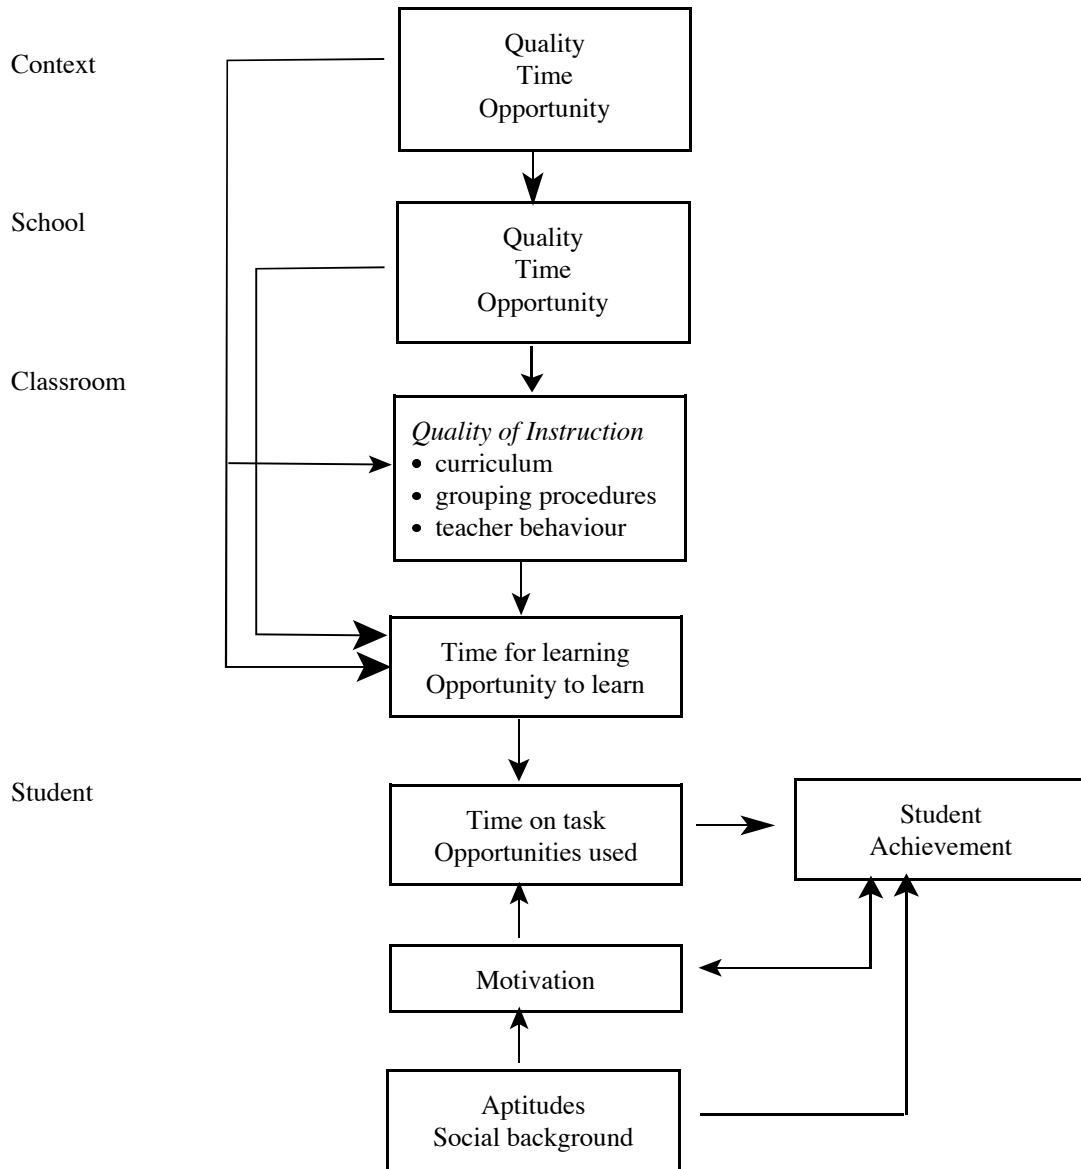 Context
Quality
Time
Opportunity
School
Quality
Time
Opportunity
Classroom
Quality of Instruction
• curriculum
• grouping procedures
• teacher behaviour
Time for learning
Opportunity to learn
Student
Time on task
Opportunities used
Student
Achievement
Motivation
Aptitudes
Social background